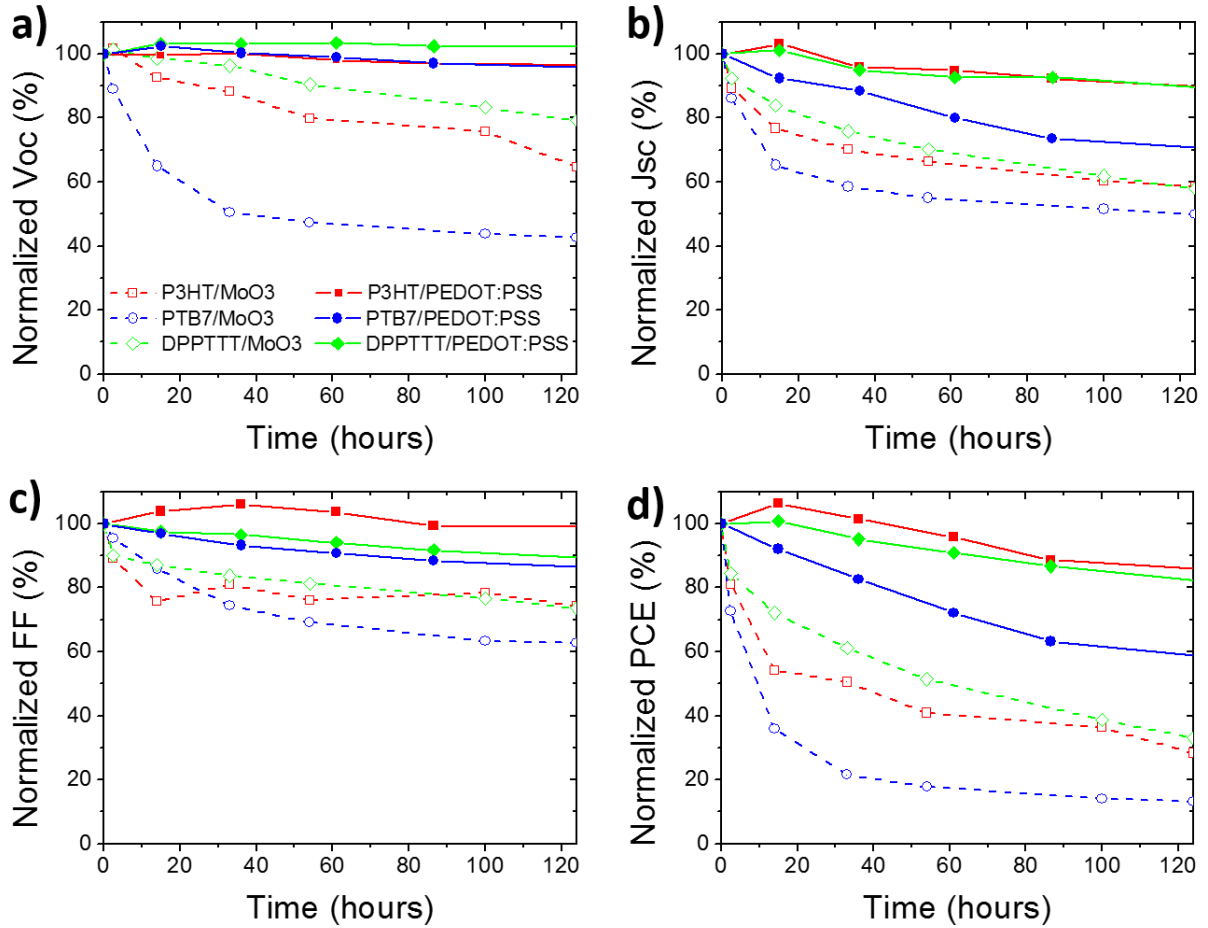 a)
Normalized Voc (%)
100
80
60
40
20
0
P3HT/MoO3
P3HT/PEDOT:PSS
PTB7/MoO3
PTB7/PEDOT:PSS
DPPTTT/MoO3
DPPTTT/PEDOT:PSS
0 20 40 60 80 100 120
Time (hours)
b)
Normalized Jsc (%)
100
80
60
40
20
0
0 20 40 60 80 100 120
Time (hours)
c)
Normalized FF (%)
100
80
60
40
20
0
0 20 40 60 80 100 120
Time (hours)
d)
Normalized PCE (%)
100
80
60
40
20
0
0 20 40 60 80 100 120
Time (hours)